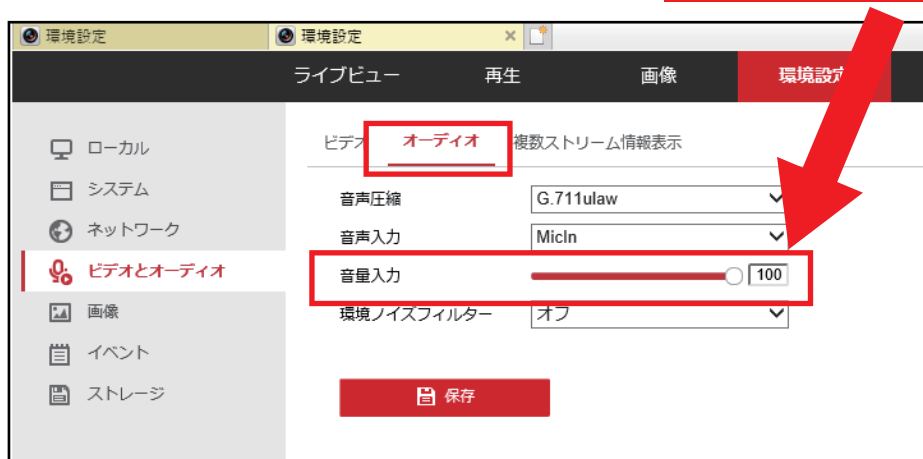 環境設定 環境設定
ライブビュー 再生 画像 環境設定
ビデオ オーディオ 複数ストリーム情報表示
ローカル
システム
ネットワーク
ビデオとオーディオ
画像
イベント
ストレージ
音声圧縮 G.711ulaw
音声入力 MicIn
音量入力 100
環境ノイズフィルター オフ
保存